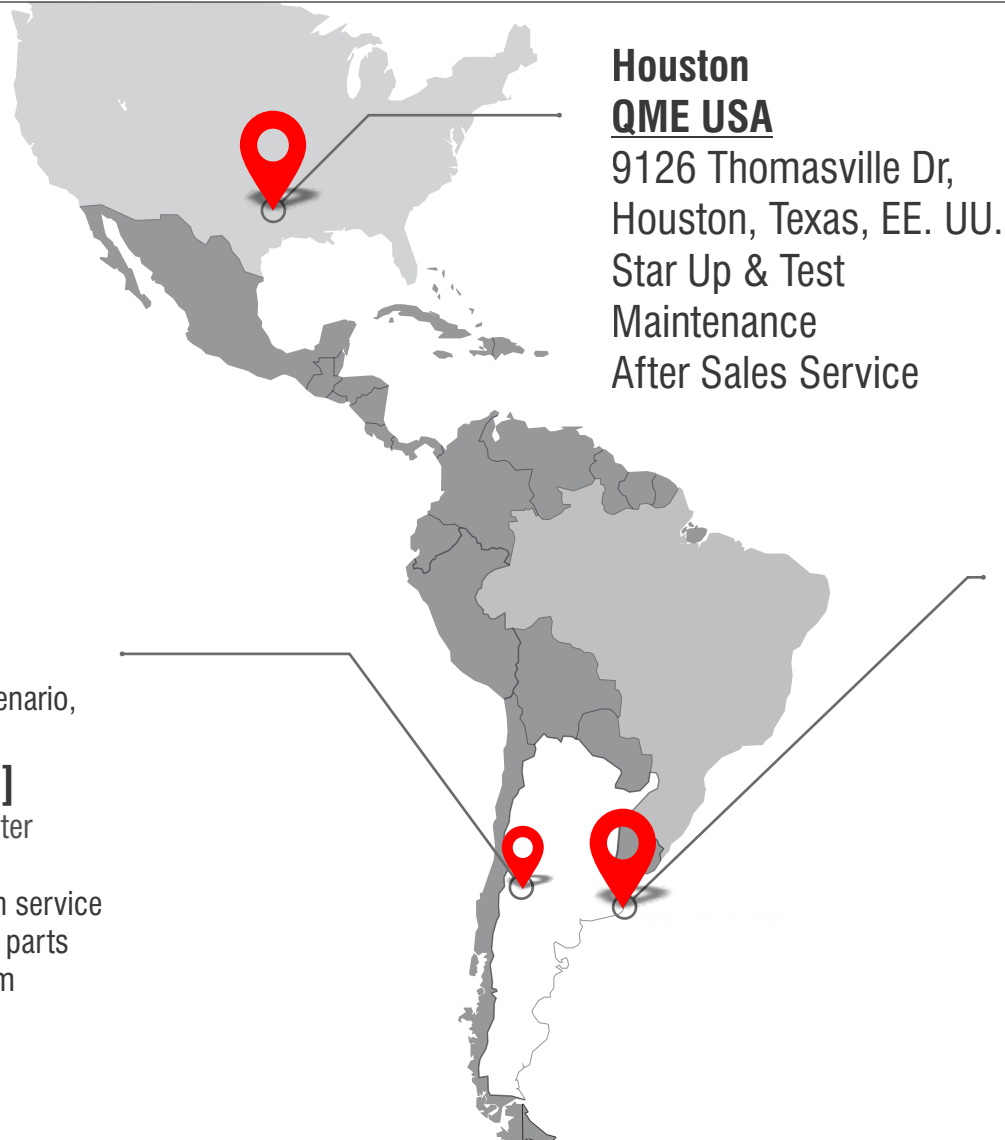 Houston
QME USA
9126 Thomasville Dr,
Houston, Texas, EE. UU.
Star Up & Test
Maintenance
After Sales Service
enario,
]
ter
n service
parts
m